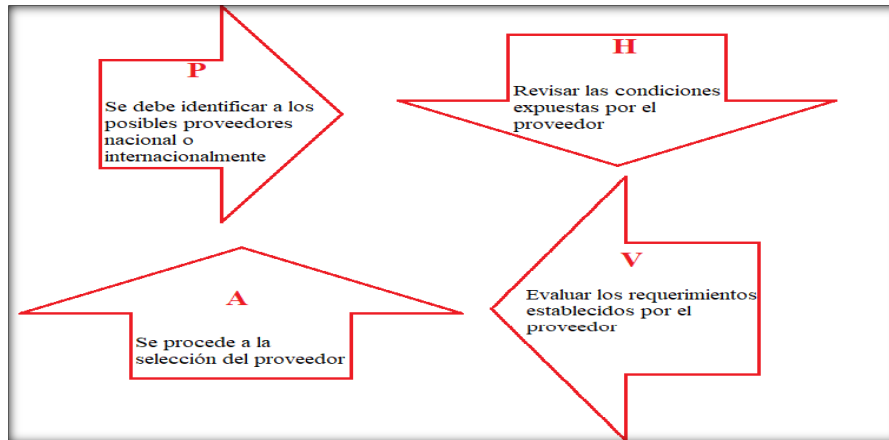 P
Se debe identificar a los
posibles proveedores
nacional o
internacionalmente
H
Revisar las condiciones
expuestas por el
proveedor
V
Evaluar los requerimientos
establecidos por el
proveedor
A
Se procede a la
selección del proveedor